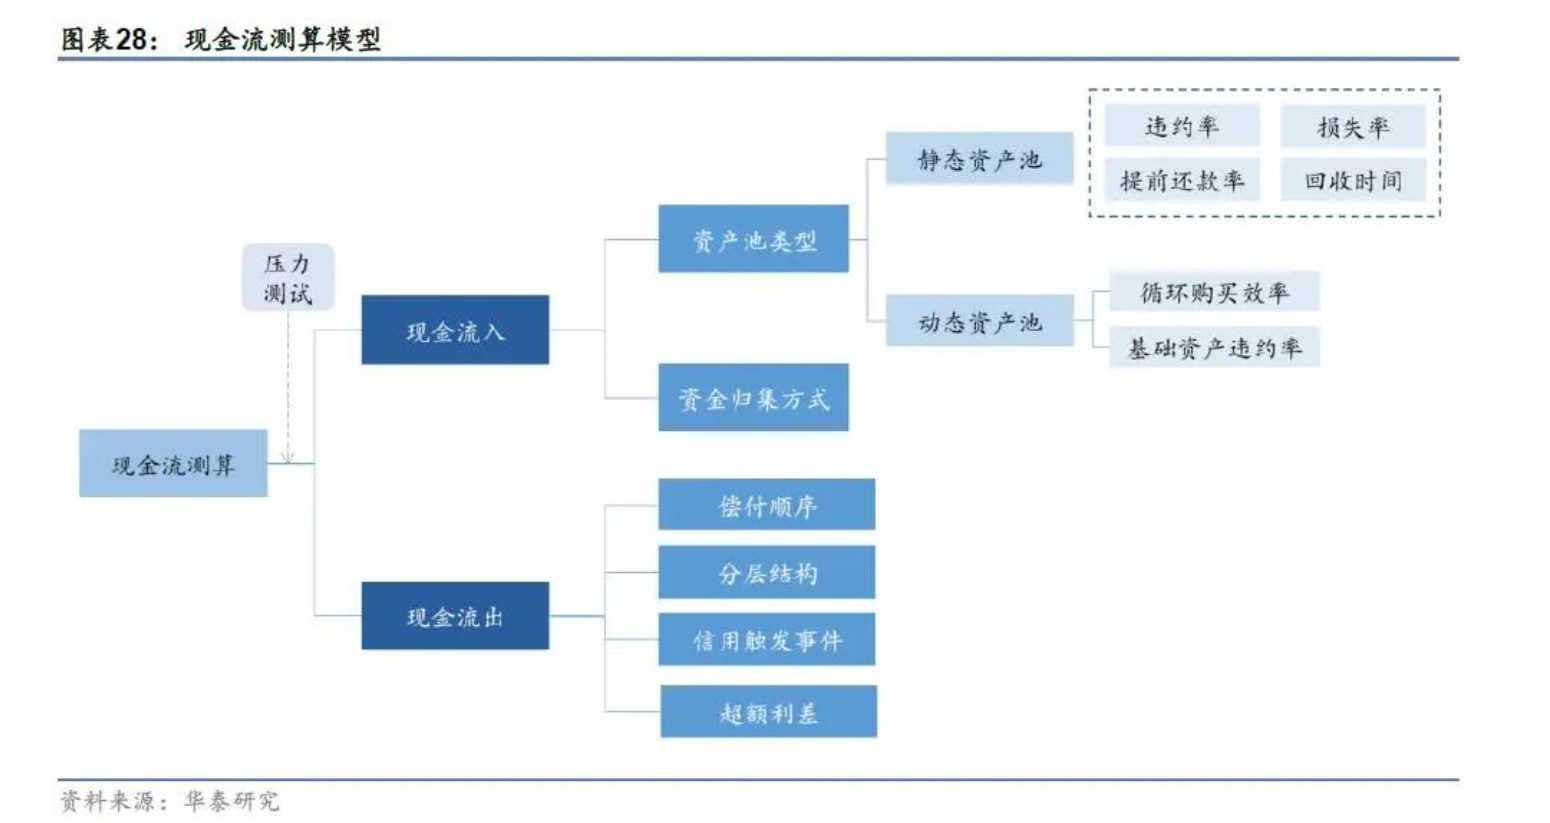 图表28： 现金流测算模型
违约率
损失率
静态资产池
提前还款率
回收时间
资产池类型
压力
测试
循环购买效率
现金流入
动态资产池
基础资产违约率
资金归集方式
现金流测算
偿付顺序
分层结构
现金流出
信用触发事件
超额利差
资料来源：华泰研究